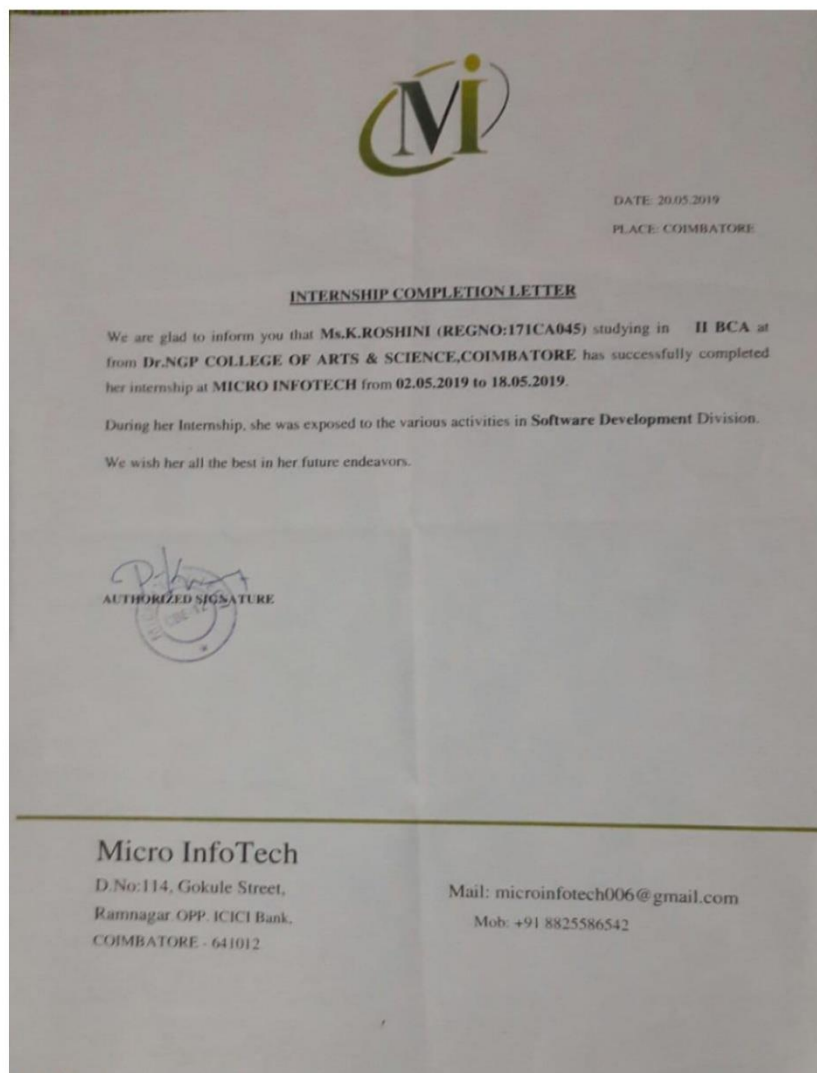 Mi
DATE: 20.05.2019
PLACE: COIMBATORE
INTERNSHIP COMPLETION LETTER
We are glad to inform you that Ms.K.ROSHINI (REGNO:171CA045) studying in II BCA at
from Dr.NGP COLLEGE OF ARTS & SCIENCE,COIMBATORE has successfully completed
her internship at MICRO INFOTECH from 02.05.2019 to 18.05.2019.
During her Internship, she was exposed to the various activities in Software Development Division.
We wish her all the best in her future endeavors.
AUTHORIZED SIGNATURE
Micro InfoTech
D.No:114, Gokule Street,
Ramnagar OPP. ICICI Bank,
COIMBATORE - 641012
Mail: microinfotech006@gmail.com
Mob: +91 8825586542